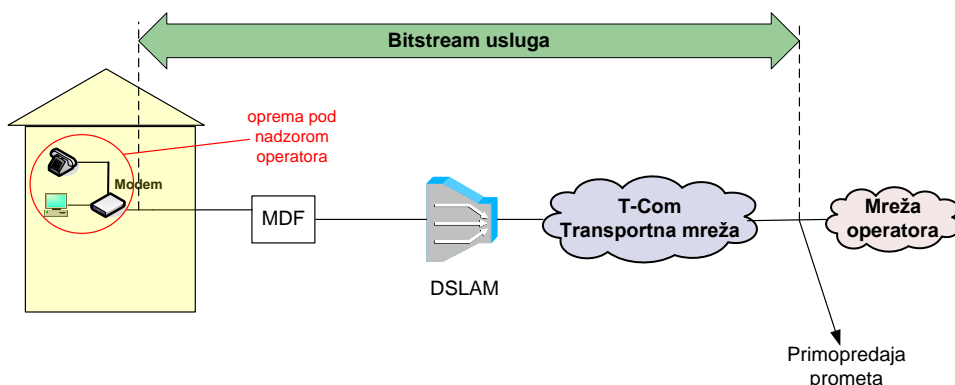 Bitstream usluga
oprema pod
nadzorom
operatora
Modem
MDF
DSLAM
T-Com
Transportna mreža
Mreža
operatora
Primopredaja
prometa